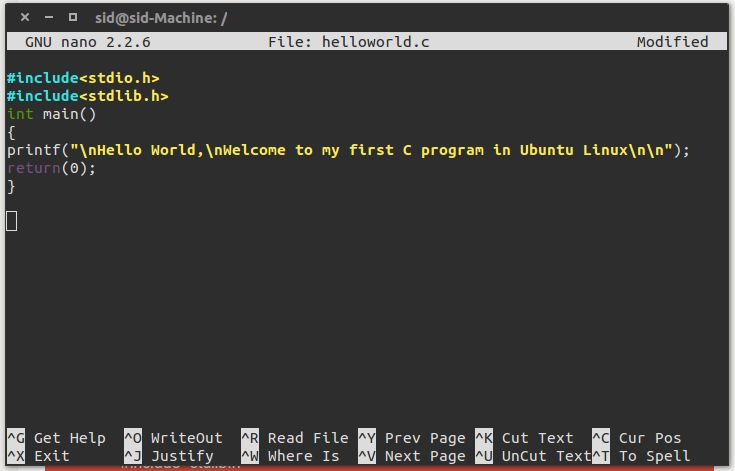 sid@sid-Machine: /
GNU nano 2.2.6 File: helloworld.c Modified
#include<stdio.h>
#include<stdlib.h>
int main()
{
printf("\nHello World,\nWelcome to my first C program in Ubuntu Linux\n\n");
return(0);
}
^G Get Help ^O WriteOut ^R Read File ^Y Prev Page ^K Cut Text ^C Cur Pos
^X Exit ^J Justify ^W Where Is ^V Next Page ^U UnCut Text ^T To Spell